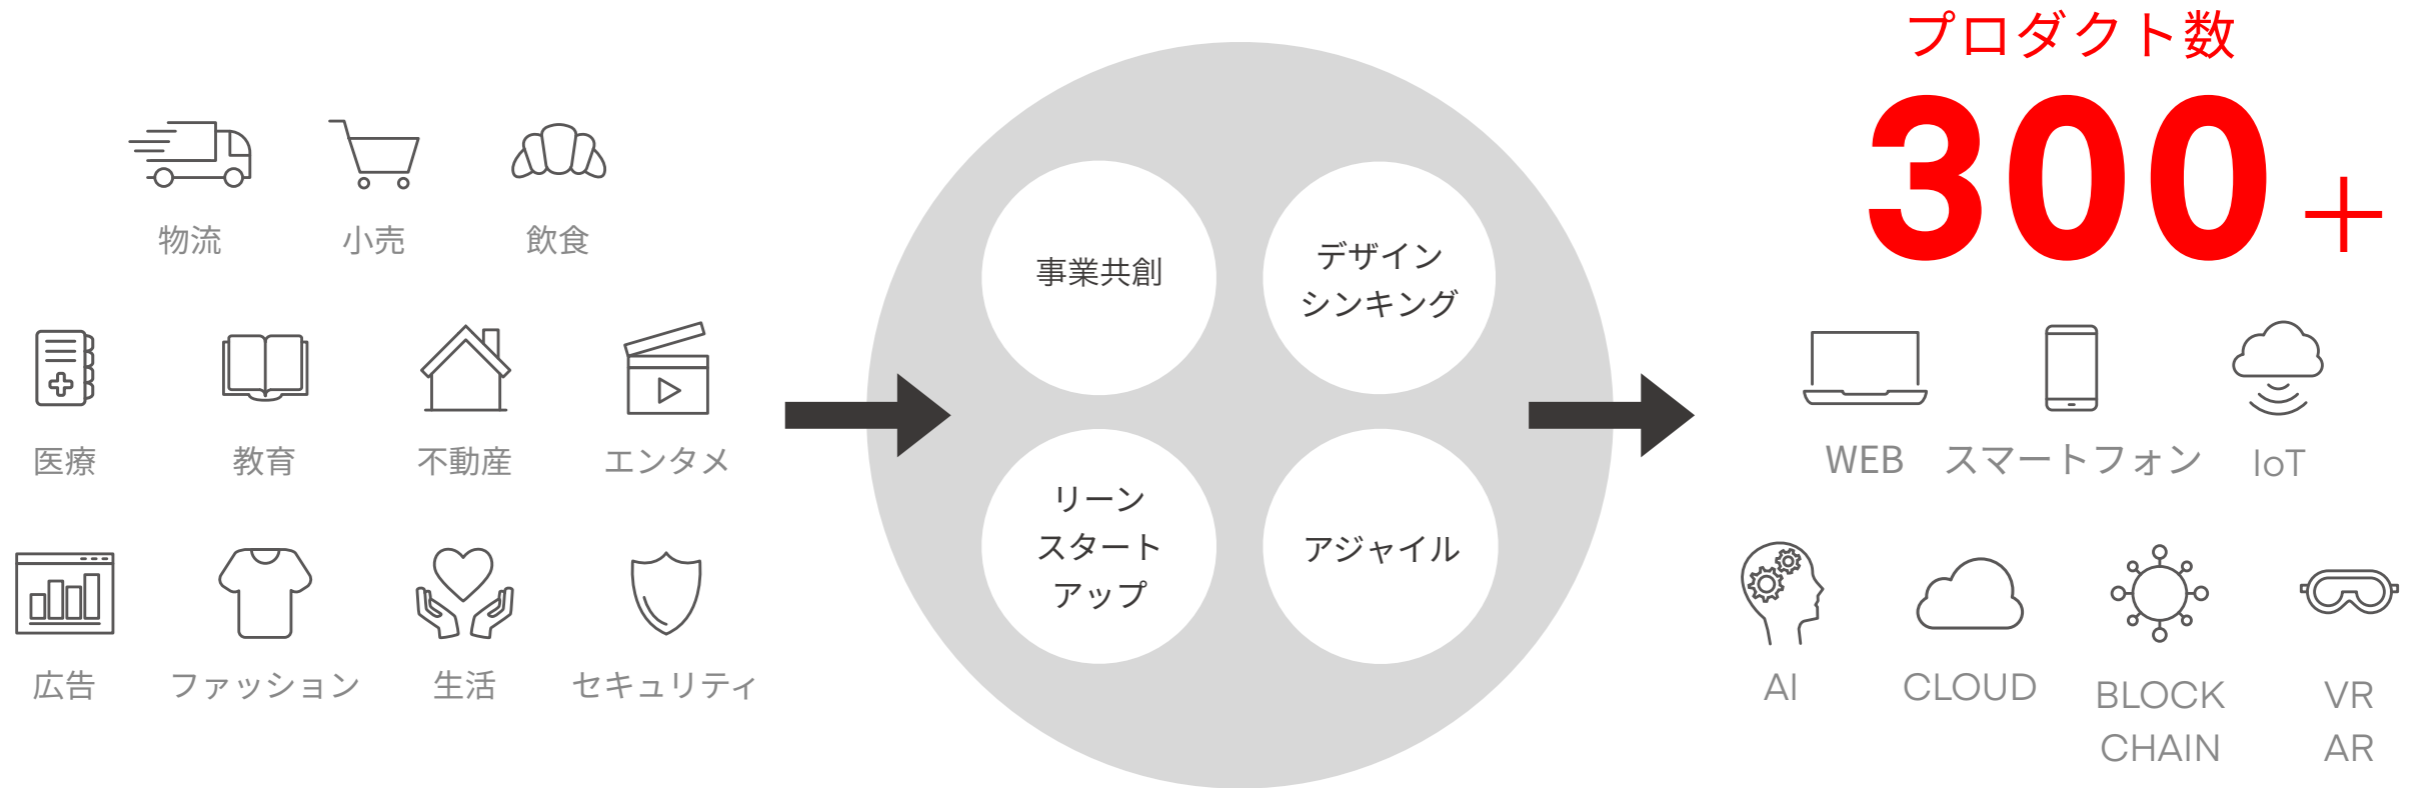 物流
小売
飲食
医療
教育
不動産
エンタメ
広告
ファッション
生活
セキュリティ
事業共創
デザイン
シンキング
リーン
スタート
アップ
アジャイル
プロダクト数
300+
WEB
スマートフォン
IoT
AI
CLOUD
BLOCK
CHAIN
VR
AR